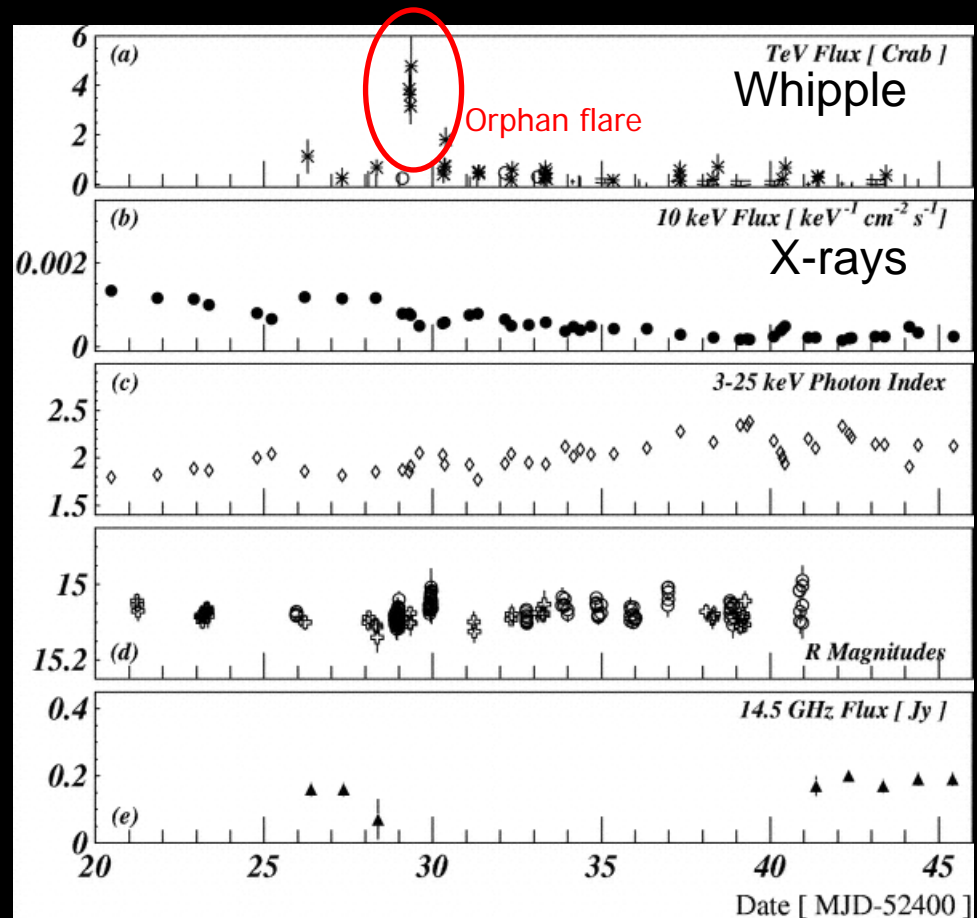 6
4
2
0
(a)
TeV Flux [ Crab ]
Whipple
Orphan flare
(b)
10 keV Flux [ keV⁻¹ cm⁻² s⁻¹]
X-rays
0.002
0
(c)
3-25 keV Photon Index
2.5
2
1.5
15
15.2
(d)
R Magnitudes
0.4
14.5 GHz Flux [ Jy ]
0.2
(e)
0
20 25 30 35 40 45
Date [ MJD-52400 ]